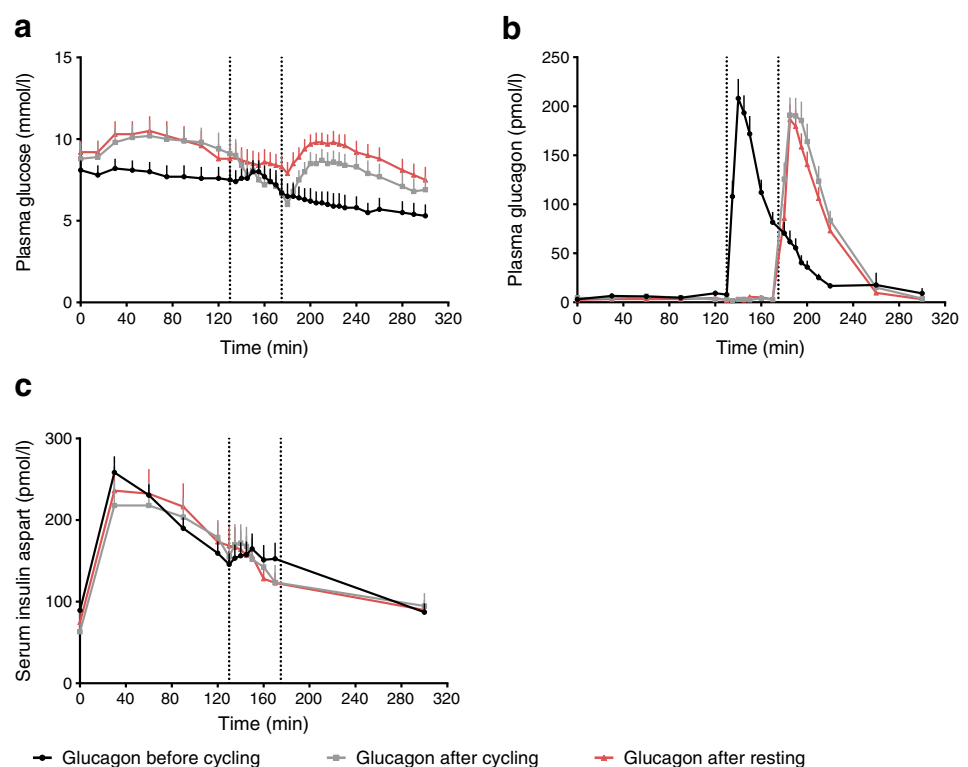 a
Plasma glucose (mmol/l)
15
10
5
0
0 40 80 120 160 200 240 280 320
Time (min)
b
Plasma glucagon (pmol/l)
250
200
150
100
50
0
0 40 80 120 160 200 240 280 320
Time (min)
c
Serum insulin aspart (pmol/l)
300
200
100
0
0 40 80 120 160 200 240 280 320
Time (min)
Glucagon before cycling Glucagon after cycling Glucagon after resting